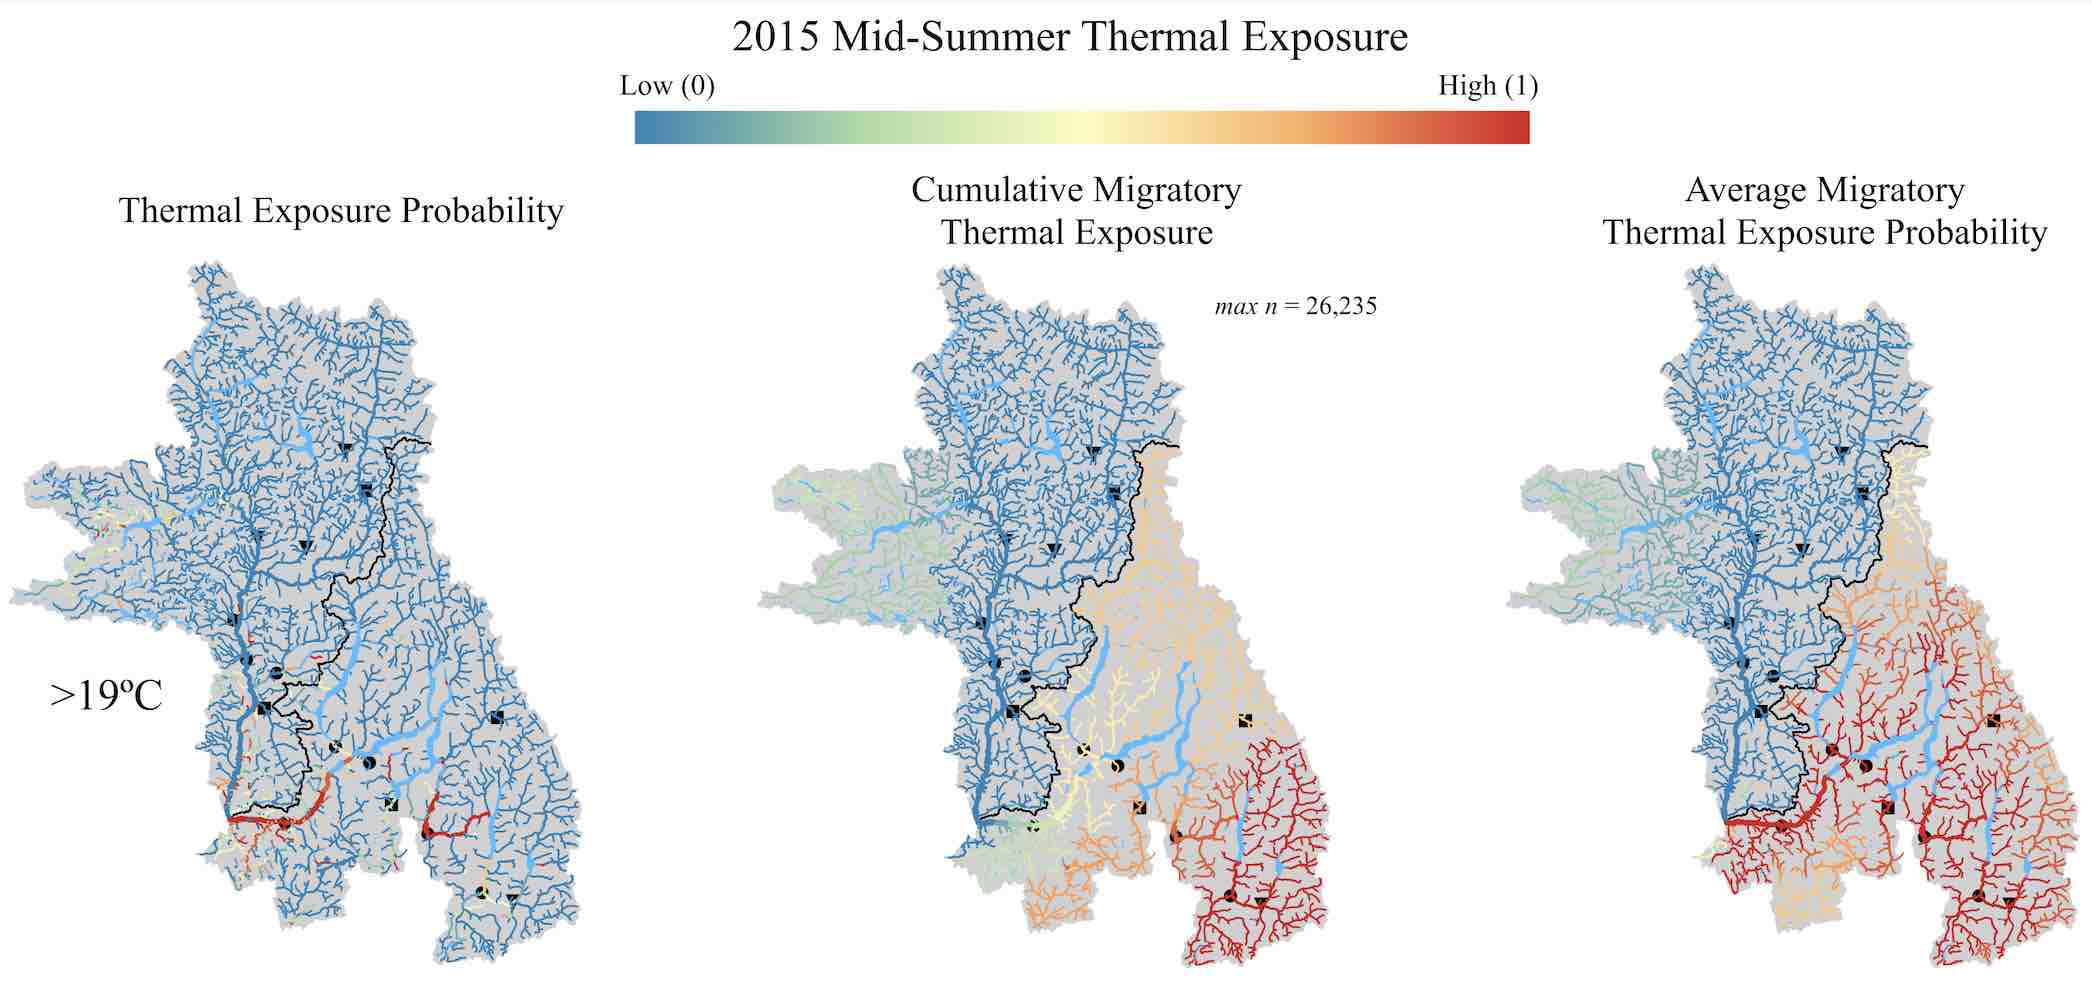 2015 Mid-Summer Thermal Exposure
Low (0)
High (1)
Thermal Exposure Probability
Cumulative Migratory
Thermal Exposure
Average Migratory
Thermal Exposure Probability
max n = 26,235
>19ºC